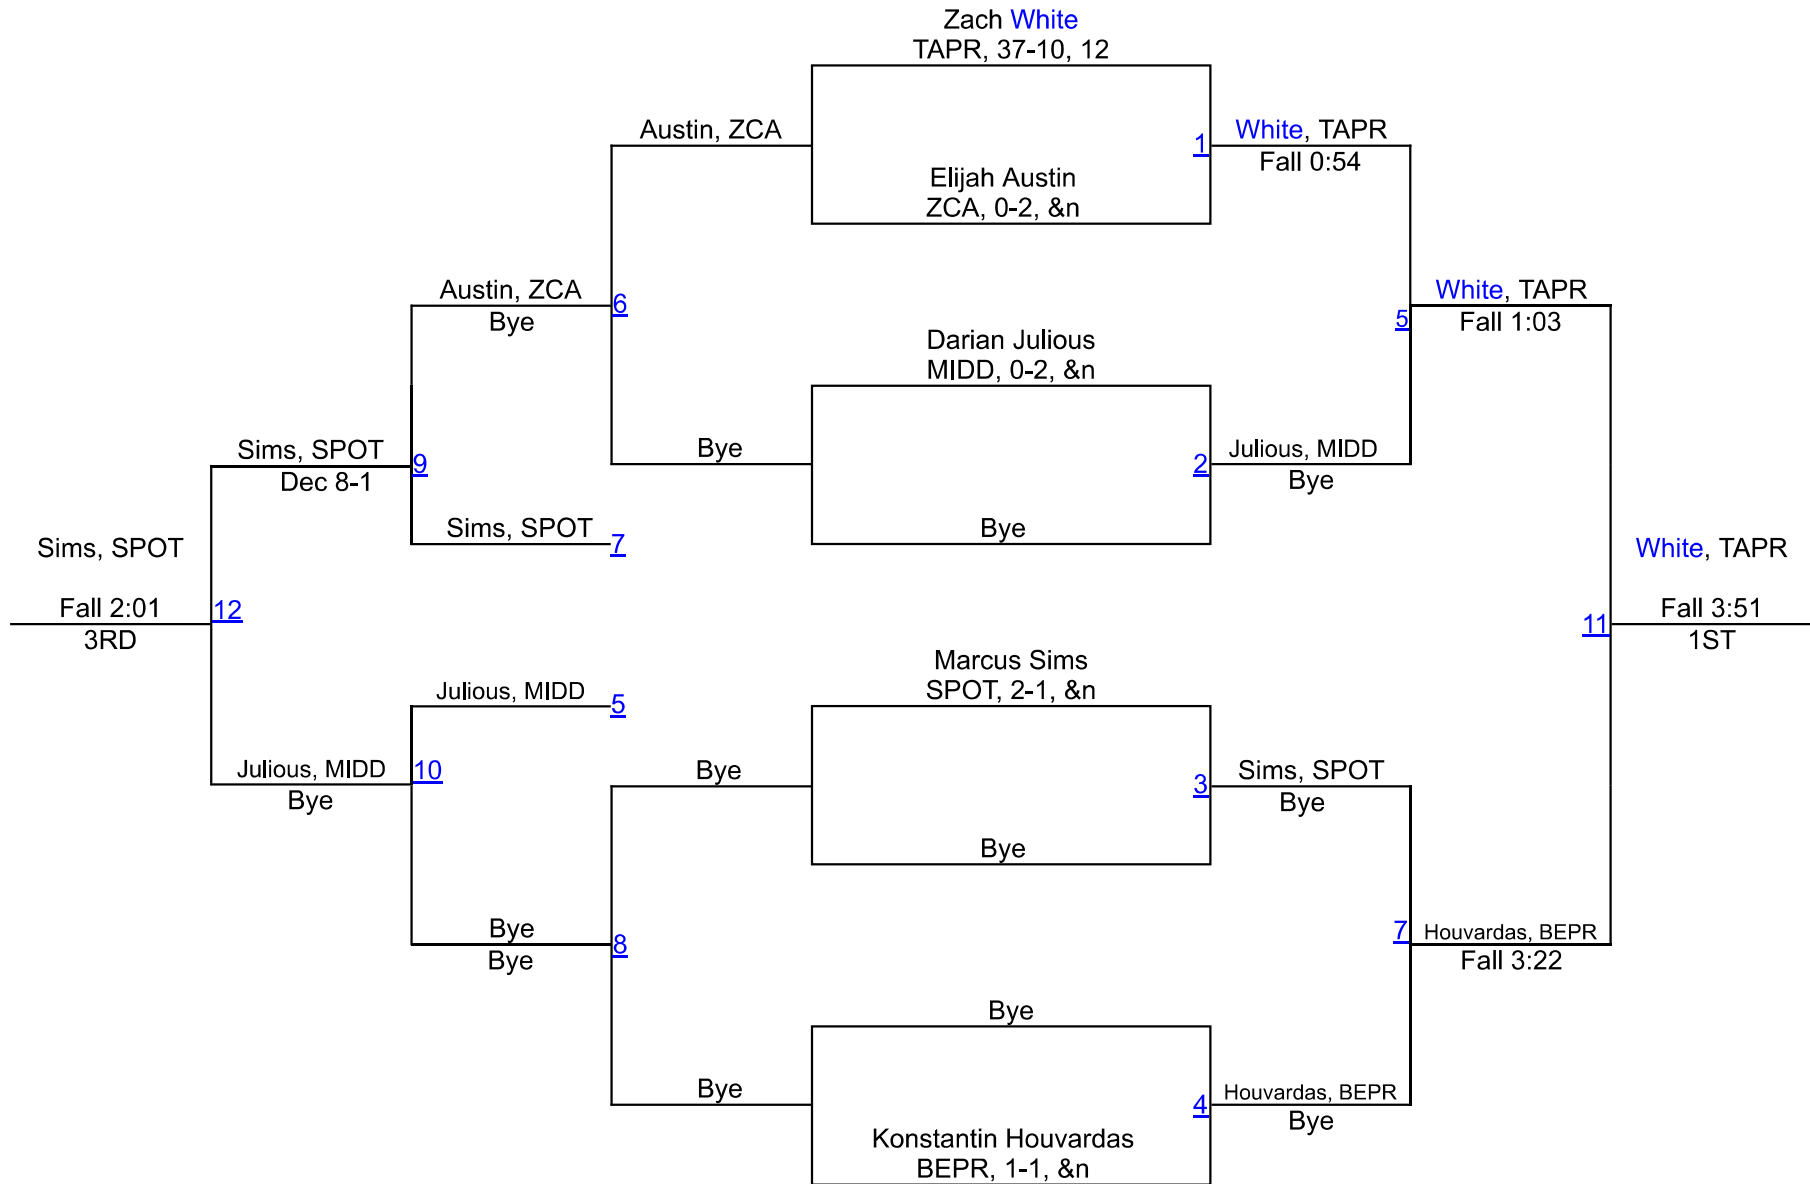 Zach White
TAPR, 37-10, 12
Austin, ZCA
1
White, TAPR
Fall 0:54
Elijah Austin
ZCA, 0-2, &n
Austin, ZCA
Bye
6
White, TAPR
Fall 1:03
5
Darian Julious
MIDD, 0-2, &n
Sims, SPOT
Dec 8-1
9
Bye
2
Julious, MIDD
Bye
Sims, SPOT
7
Bye
Sims, SPOT
Fall 2:01
3RD
12
White, TAPR
Fall 3:51
1ST
11
Marcus Sims
SPOT, 2-1, &n
Julious, MIDD
5
Julious, MIDD
Bye
10
Bye
3
Sims, SPOT
Bye
Bye
Bye
Bye
8
7
Houvardas, BEPR
Fall 3:22
Bye
Bye
4
Houvardas, BEPR
Bye
Konstantin Houvardas
BEPR, 1-1, &n